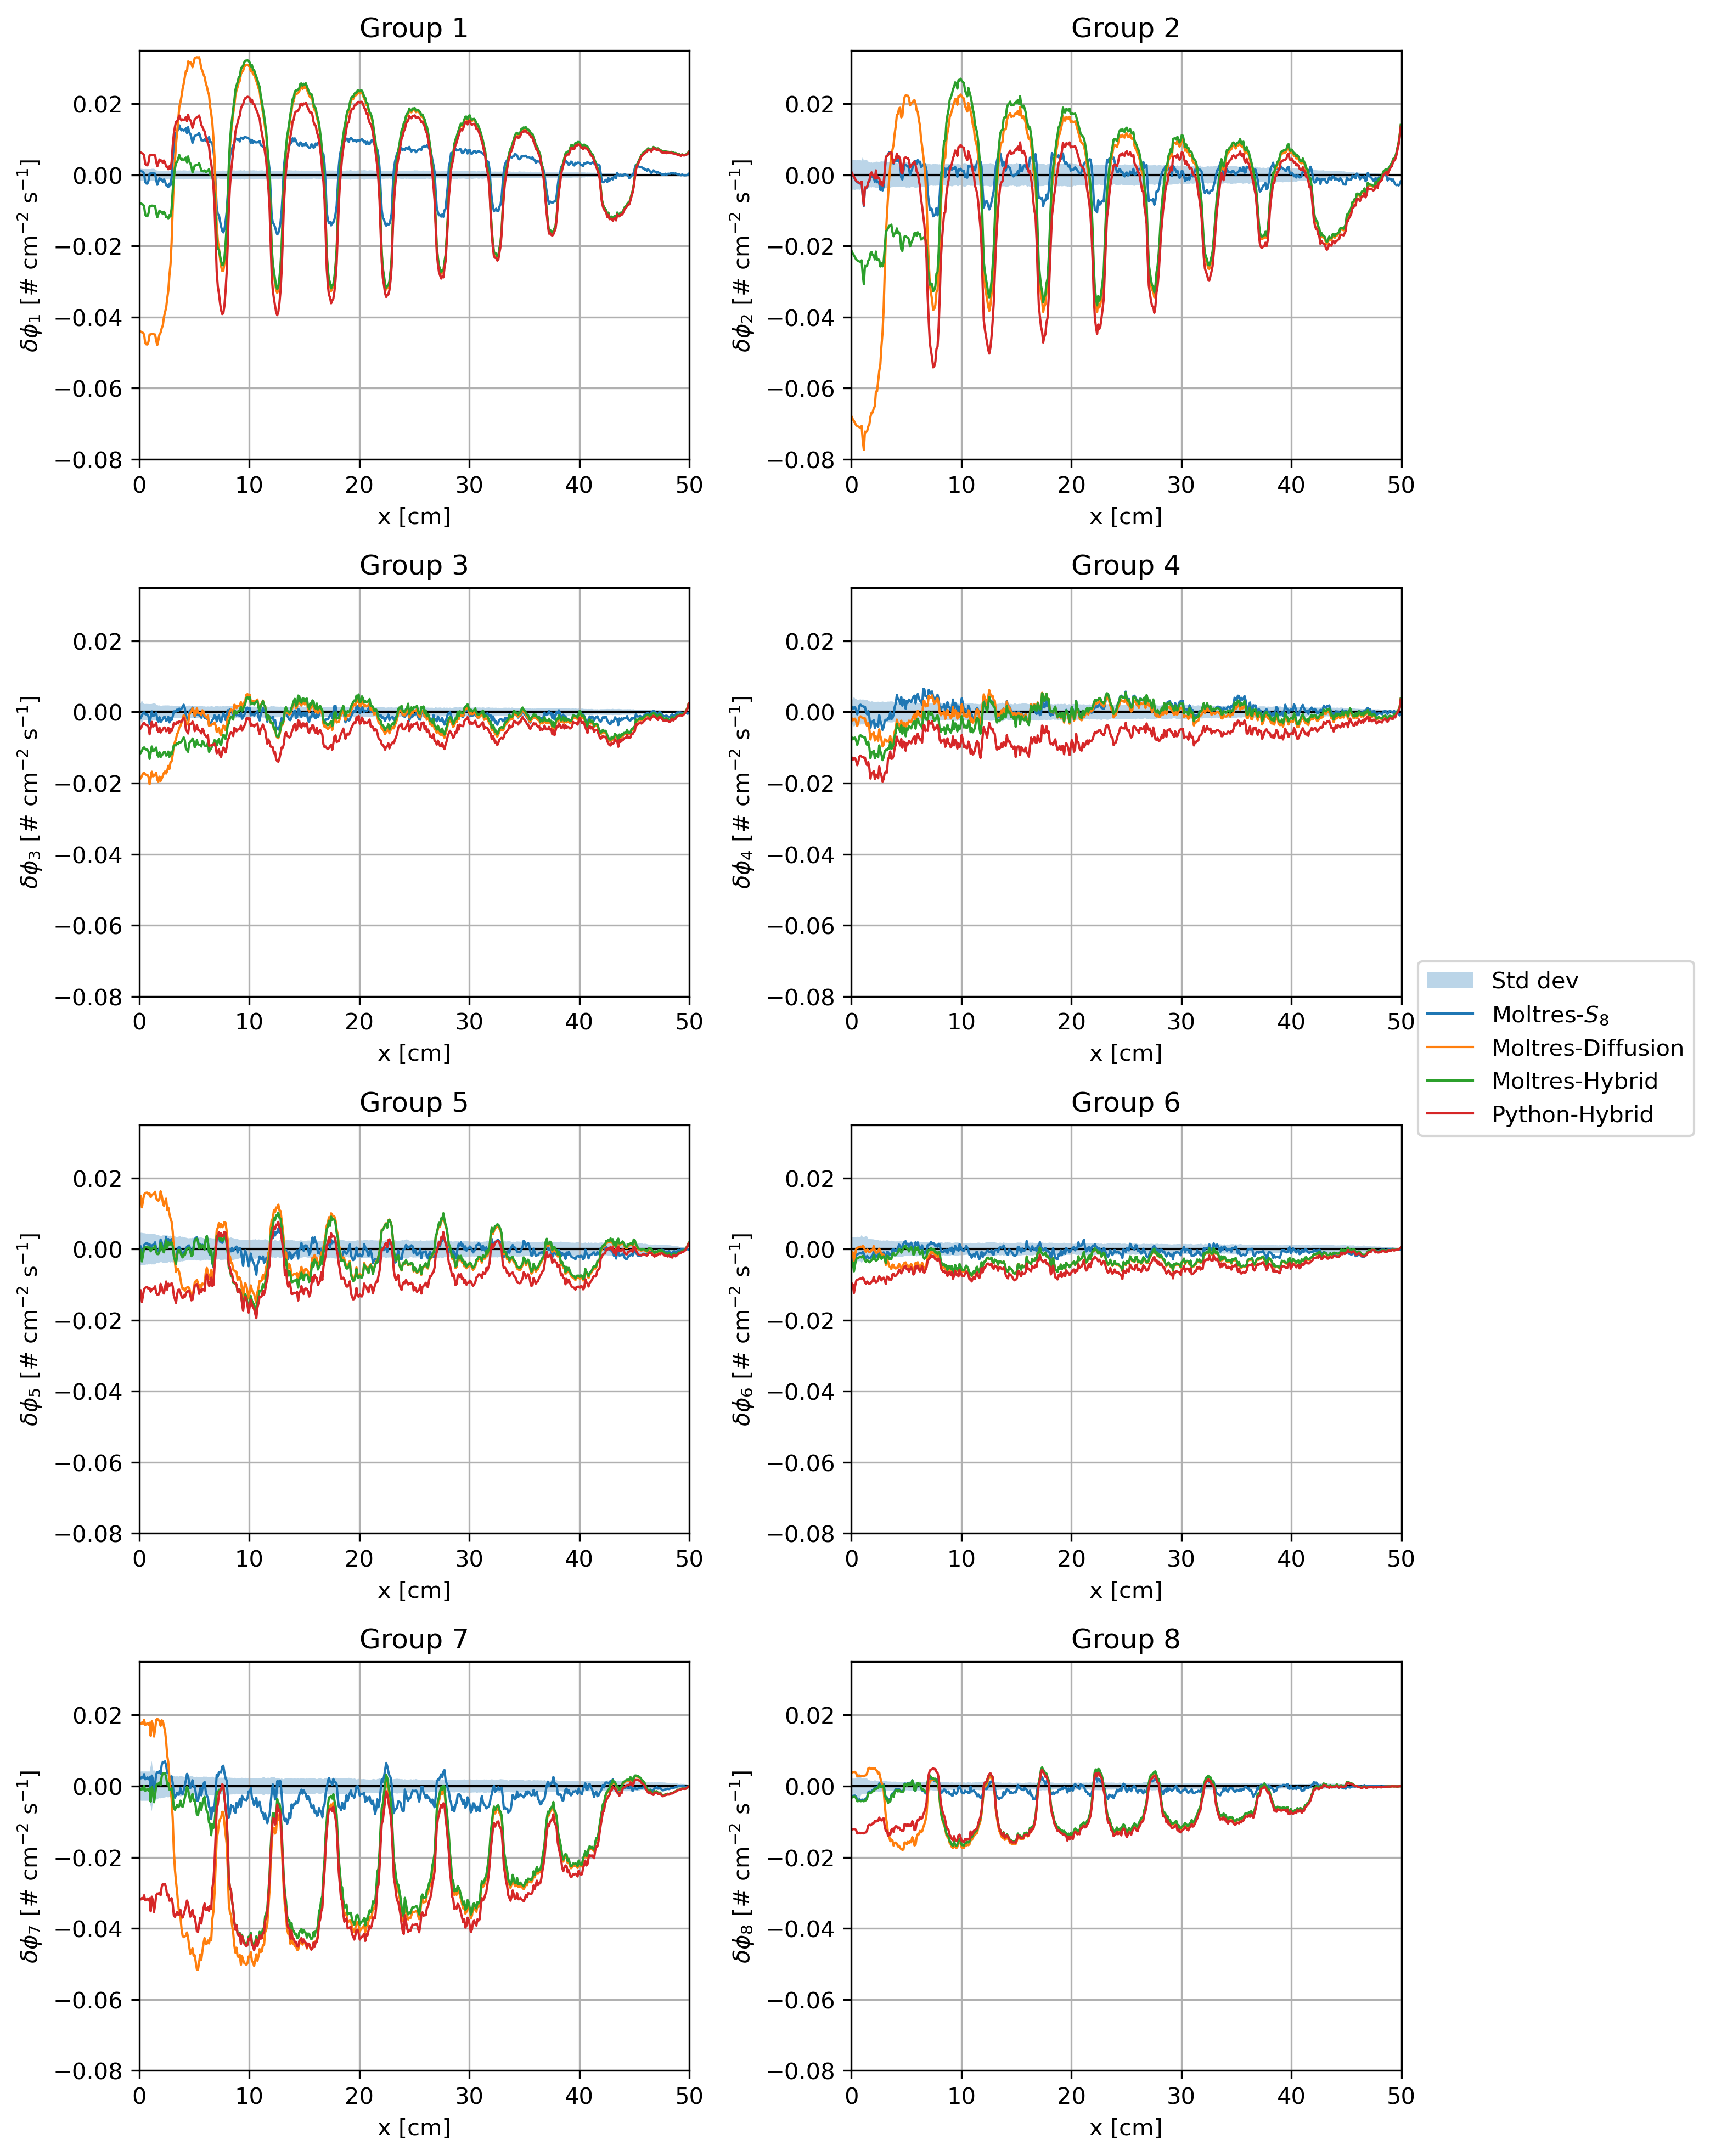 Group 1
0.02
0.00
−0.02
−0.04
−0.06
−0.08
δϕ₁ [# cm⁻² s⁻¹]
0 10 20 30 40 50
x [cm]
Group 2
0.02
0.00
−0.02
−0.04
−0.06
−0.08
δϕ₂ [# cm⁻² s⁻¹]
0 10 20 30 40 50
x [cm]
Group 3
0.02
0.00
−0.02
−0.04
−0.06
−0.08
δϕ₃ [# cm⁻² s⁻¹]
0 10 20 30 40 50
x [cm]
Group 4
0.02
0.00
−0.02
−0.04
−0.06
−0.08
δϕ₄ [# cm⁻² s⁻¹]
0 10 20 30 40 50
x [cm]
Std dev
Moltres-S₈
Moltres-Diffusion
Moltres-Hybrid
Python-Hybrid
Group 5
0.02
0.00
−0.02
−0.04
−0.06
−0.08
δϕ₅ [# cm⁻² s⁻¹]
0 10 20 30 40 50
x [cm]
Group 6
0.02
0.00
−0.02
−0.04
−0.06
−0.08
δϕ₆ [# cm⁻² s⁻¹]
0 10 20 30 40 50
x [cm]
Group 7
0.02
0.00
−0.02
−0.04
−0.06
−0.08
δϕ₇ [# cm⁻² s⁻¹]
0 10 20 30 40 50
x [cm]
Group 8
0.02
0.00
−0.02
−0.04
−0.06
−0.08
δϕ₈ [# cm⁻² s⁻¹]
0 10 20 30 40 50
x [cm]